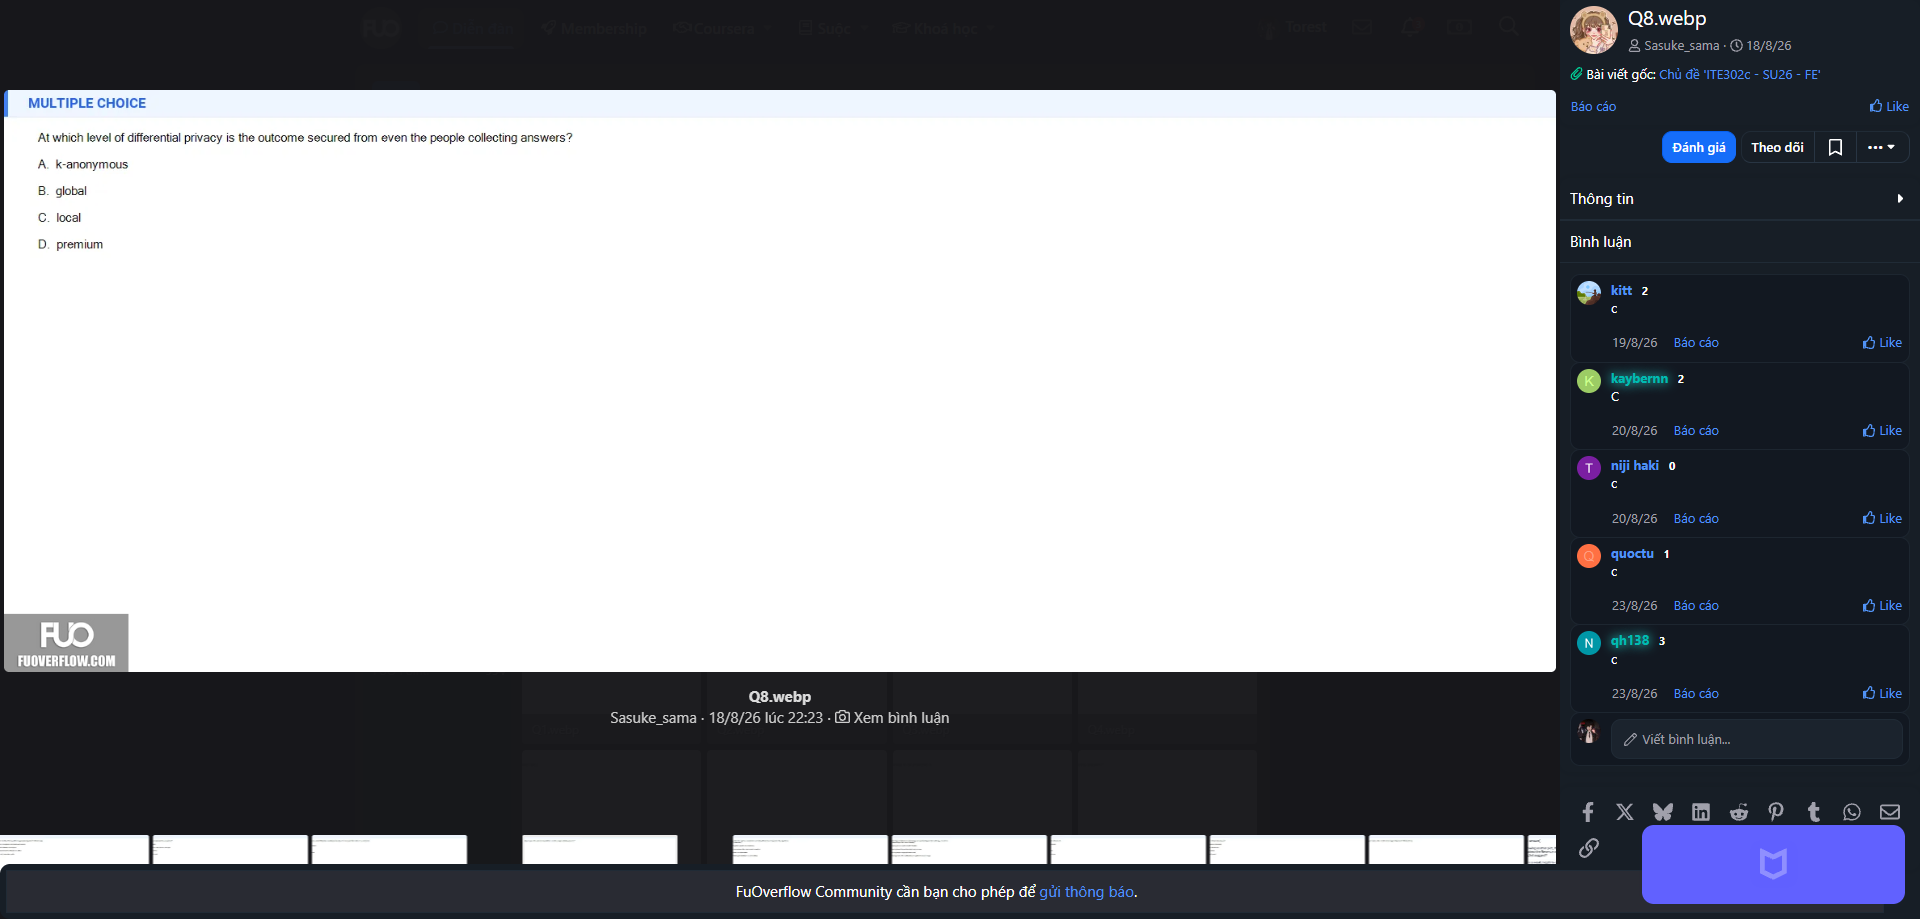 FUO
Membership
Coursera
Khoá học
Torest
MULTIPLE CHOICE
At which level of differential privacy is the outcome secured from even the people collecting answers?
A. k-anonymous
B. global
C. local
D. premium
FUO
FUOVERFLOW.COM
Q8.webp
Sasuke_sama · 18/8/26 lúc 22:23 · Xem bình luận
FuOverflow Community cần bạn cho phép để gửi thông báo.
Q8.webp
Sasuke_sama · 18/8/26
Bài viết gốc: Chủ đề 'ITE302c - SU26 - FE'
Báo cáo
Like
Đánh giá
Theo dõi
Thông tin
Bình luận
kitt 2
c
19/8/26 Báo cáo Like
K
kaybernn 2
C
20/8/26 Báo cáo Like
T
niji haki 0
c
20/8/26 Báo cáo Like
Q
quoctu 1
c
23/8/26 Báo cáo Like
N
qh138 3
c
23/8/26 Báo cáo Like
Viết bình luận...